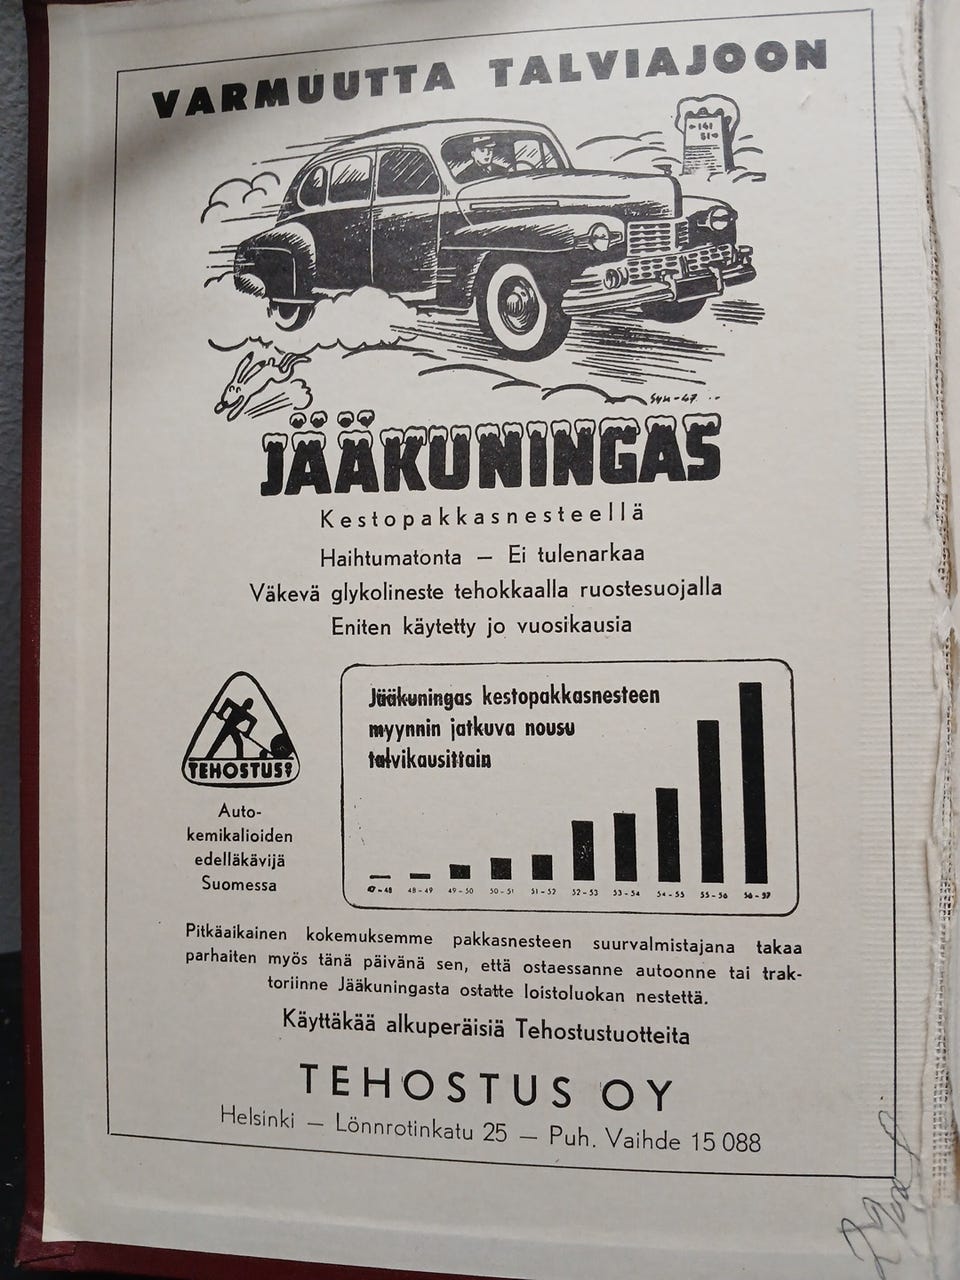 VARMUUTTA TALVIAJOON
141
51
JÄÄKUNINGAS
Kestopakkasnesteellä
Haihtumatonta — Ei tulenarkaa
Väkevä glykolineste tehokkaalla ruostesuojalla
Eniten käytetty jo vuosikausia
TEHOSTUS
Auto-
kemikalioiden
edelläkävijä
Suomessa
Jääkuningas kestopakkasnesteen
myynnin jatkuva nousu
talvikausittain
47-48 48-49 49-50 50-51 51-52 52-53 53-54 54-55 55-56 56-57
Pitkäaikainen kokemuksemme pakkasnesteen suurvalmistajana takaa
parhaiten myös tänä päivänä sen, että ostaessanne autoonne tai trak-
toriinne Jääkuningasta ostatte loistoluokan nestettä.
Käyttäkää alkuperäisiä Tehostustuotteita
TEHOSTUS OY
Helsinki — Lönnrotinkatu 25 — Puh. Vaihde 15 088